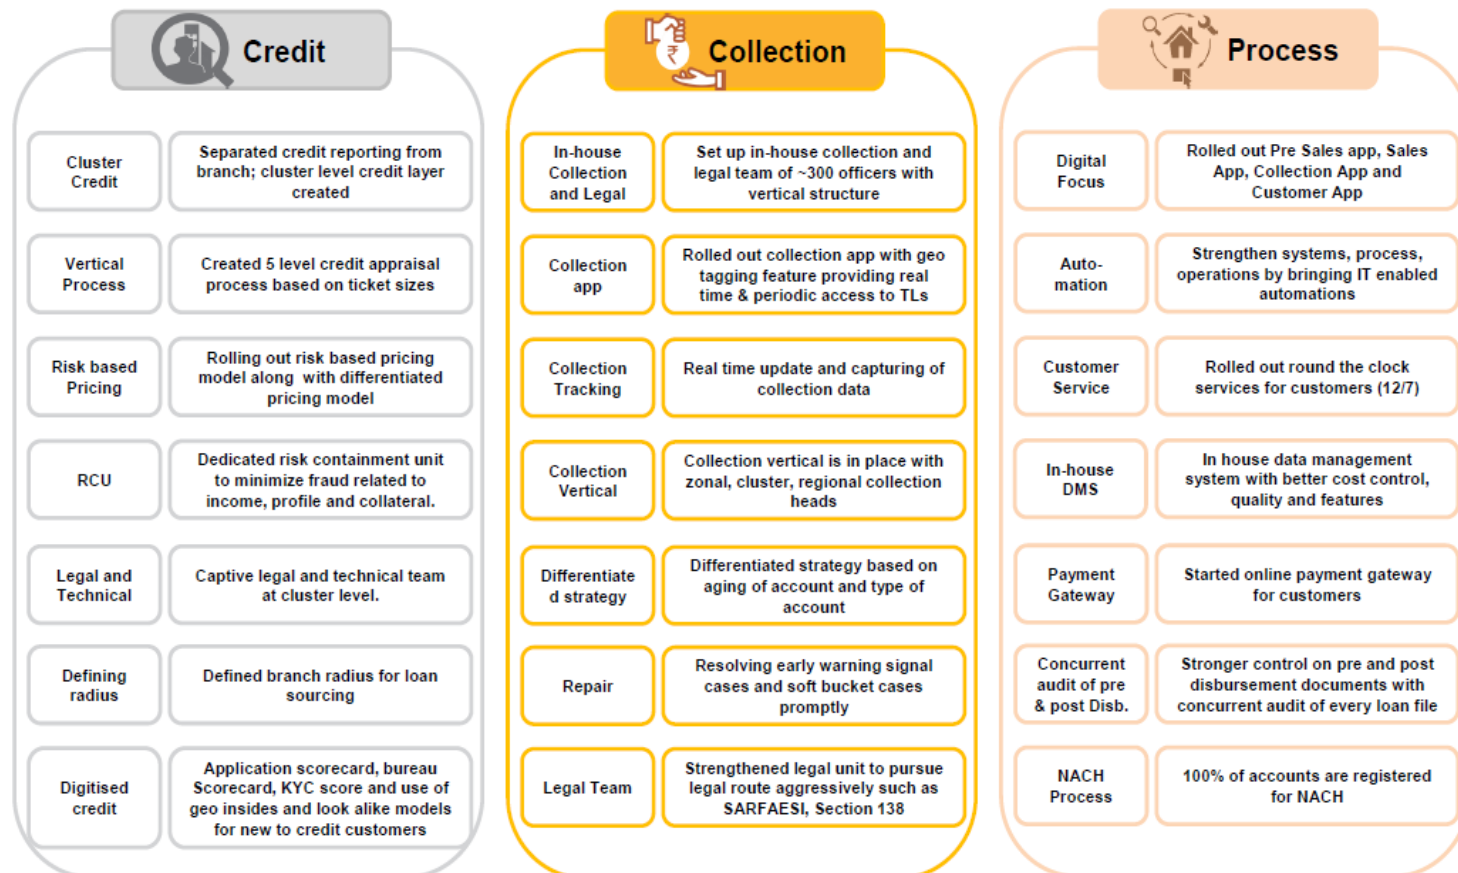 Credit
Cluster
Credit
Separated credit reporting from
branch; cluster level credit layer
created
Vertical
Process
Created 5 level credit appraisal
process based on ticket sizes
Risk based
Pricing
Rolling out risk based pricing
model along with differentiated
pricing model
RCU
Dedicated risk containment unit
to minimize fraud related to
income, profile and collateral.
Legal and
Technical
Captive legal and technical team
at cluster level.
Defining
radius
Defined branch radius for loan
sourcing
Digitised
credit
Application scorecard, bureau
Scorecard, KYC score and use of
geo insides and look alike models
for new to credit customers
₹
Collection
In-house
Collection
and Legal
Set up in-house collection and
legal team of ~300 officers with
vertical structure
Collection
app
Rolled out collection app with geo
tagging feature providing real
time & periodic access to TLs
Collection
Tracking
Real time update and capturing of
collection data
Collection
Vertical
Collection vertical is in place with
zonal, cluster, regional collection
heads
Differentiate
d strategy
Differentiated strategy based on
aging of account and type of
account
Repair
Resolving early warning signal
cases and soft bucket cases
promptly
Legal Team
Strengthened legal unit to pursue
legal route aggressively such as
SARFAESI, Section 138
Process
Digital
Focus
Rolled out Pre Sales app, Sales
App, Collection App and
Customer App
Auto-
mation
Strengthen systems, process,
operations by bringing IT enabled
automations
Customer
Service
Rolled out round the clock
services for customers (12/7)
In-house
DMS
In house data management
system with better cost control,
quality and features
Payment
Gateway
Started online payment gateway
for customers
Concurrent
audit of pre
& post Disb.
Stronger control on pre and post
disbursement documents with
concurrent audit of every loan file
NACH
Process
100% of accounts are registered
for NACH